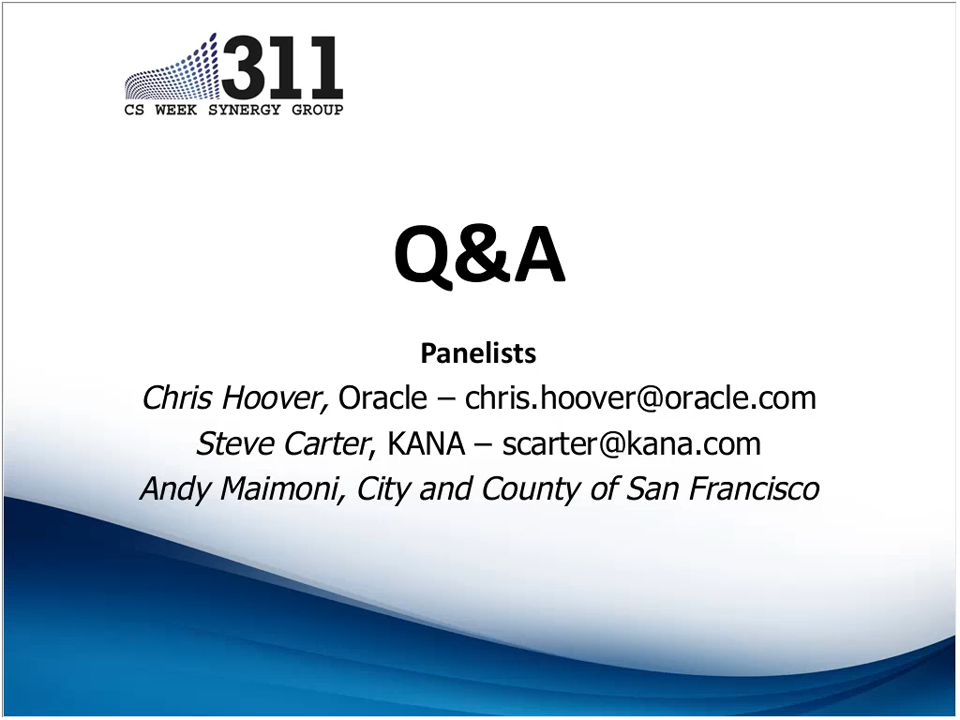 311
CS WEEK SYNERGY GROUP
Q&A
Panelists
Chris Hoover, Oracle – chris.hoover@oracle.com
Steve Carter, KANA – scarter@kana.com
Andy Maimoni, City and County of San Francisco